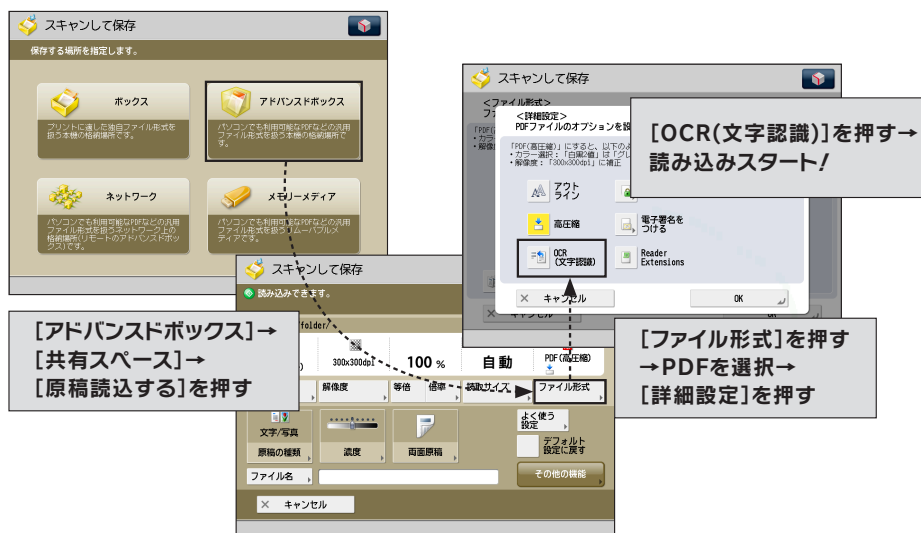 スキャンして保存
保存する場所を指定します。
ボックス
プリントに適した独自ファイル形式を
扱う本機の格納場所です。
アドバンスドボックス
パソコンでも利用可能なPDFなどの汎用
ファイル形式を扱う本機の格納場所で
す。
ネットワーク
パソコンでも利用可能なPDFなどの汎用
ファイル形式を扱うネットワーク上の
格納場所(リモートのアドバンスドボッ
クス)です。
メモリーメディア
パソコンでも利用可能なPDFなどの汎用
ファイル形式を扱うリムーバブルメ
ディアです。
[アドバンスドボックス]→
[共有スペース]→
[原稿読込する]を押す
スキャンして保存
読み込みできます。
folder/
300x300dpi
100 %
自動
PDF(高圧縮)
解像度
等倍
倍率
読取サイズ
ファイル形式
文字/写真
原稿の種類
濃度
両面原稿
よく使う
設定
デフォルト
設定に戻す
ファイル名
その他の機能
キャンセル
スキャンして保存
<ファイル形式>
<詳細設定>
PDFファイルのオプションを設
「PDF(高圧縮)」にすると、以下の
・カラー選択:「白黒2値」は「グレ
・解像度:「300x300dpi」に補正
アウト
ライン
高圧縮
電子署名を
つける
OCR
(文字認識)
Reader
Extensions
キャンセル
OK
キャンセル
[OCR(文字認識)]を押す→
読み込みスタート!
[ファイル形式]を押す
→PDFを選択→
[詳細設定]を押す